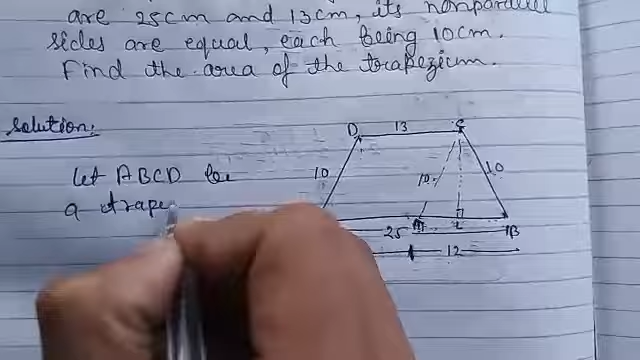 are 25cm and 13cm, its nonparallel
sides are equal, each being 10cm.
Find the area of the trapezium.
Solution:
D 13 C
let ABCD be
10 10 10
a trape
M L B
25
12